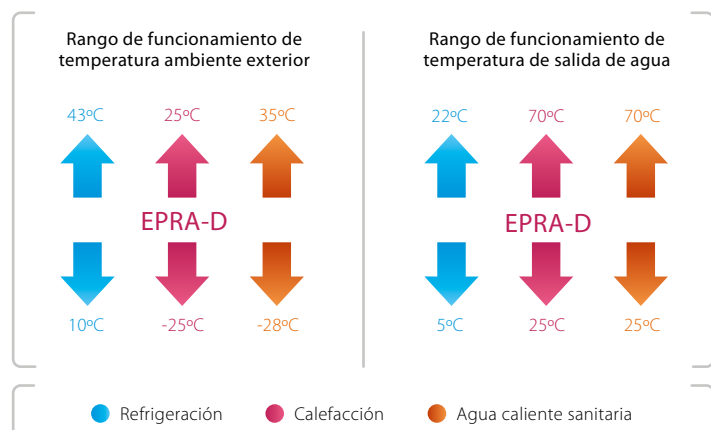 Rango de funcionamiento de
temperatura ambiente exterior
43ºC 25ºC 35ºC
EPRA-D
10ºC -25ºC -28ºC
Rango de funcionamiento de
temperatura de salida de agua
22ºC 70ºC 70ºC
EPRA-D
5ºC 25ºC 25ºC
Refrigeración Calefacción Agua caliente sanitaria